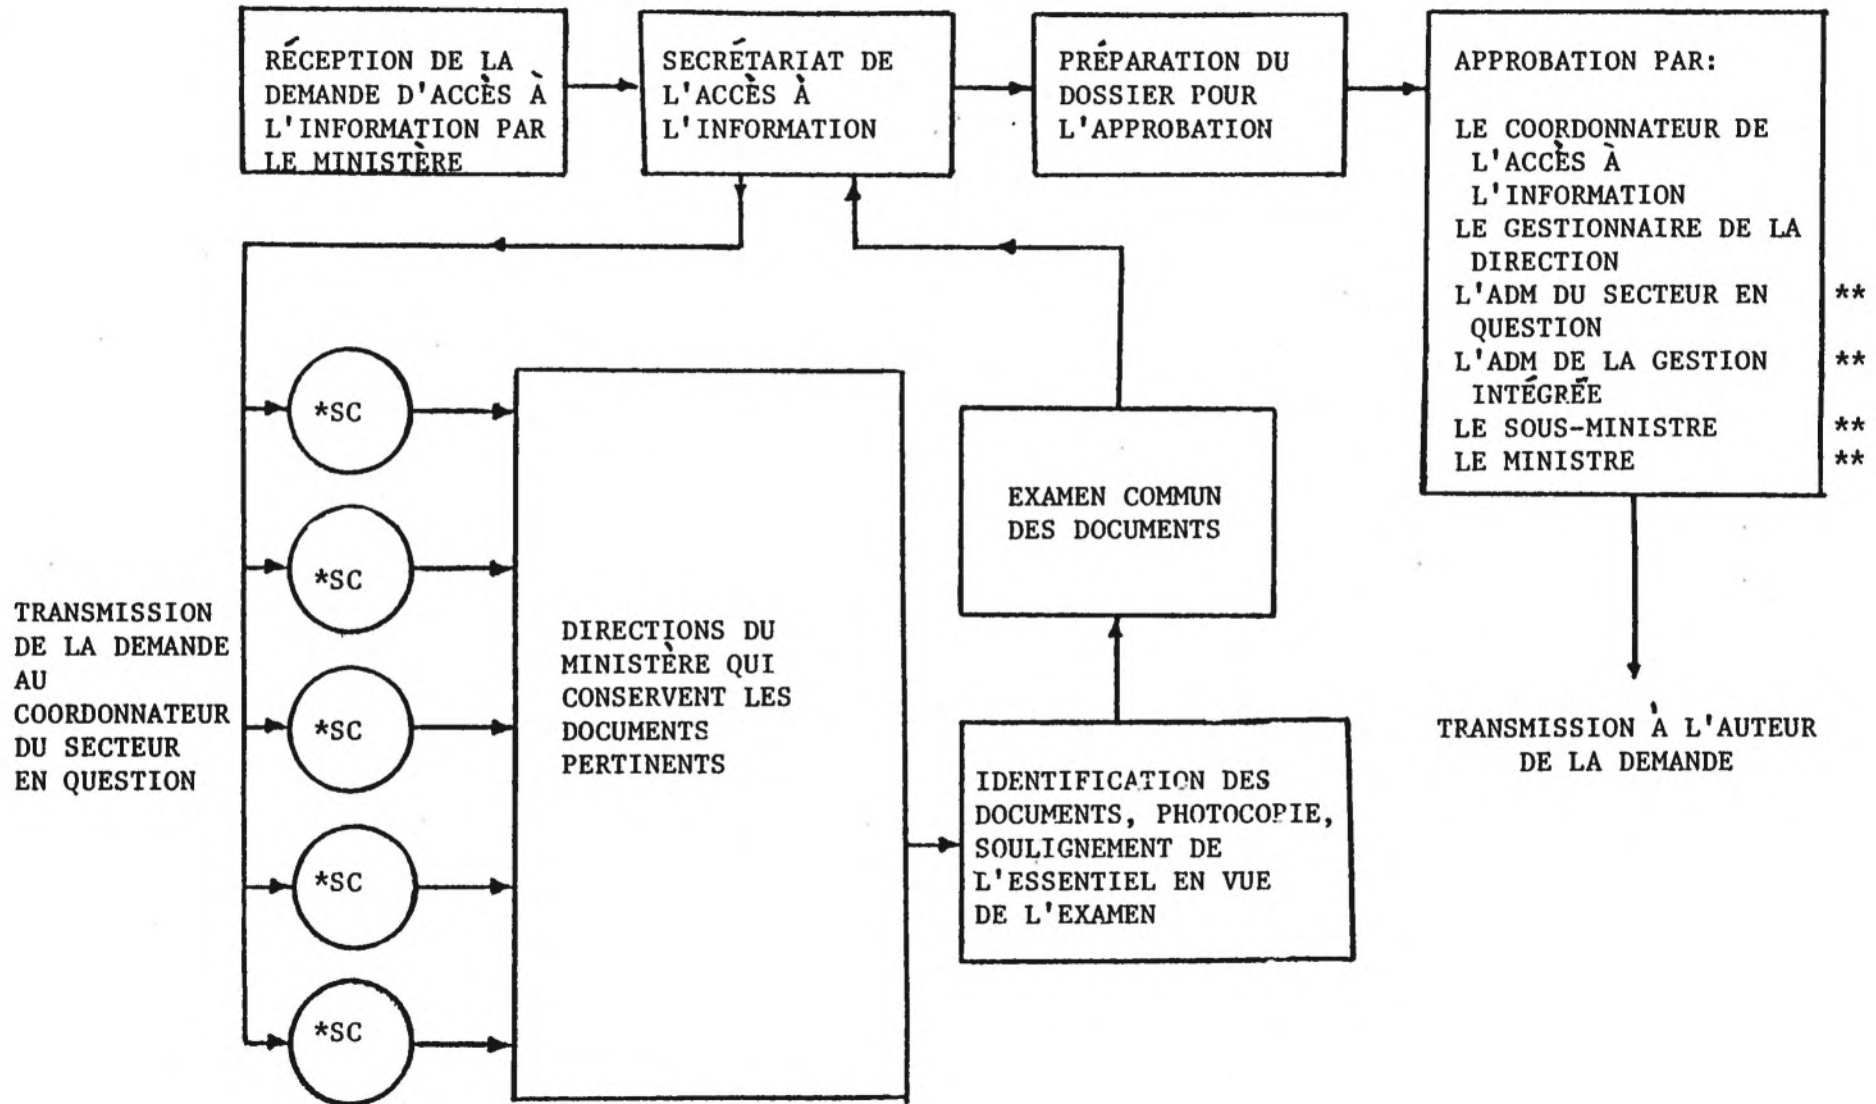 RÉCEPTION DE LA
DEMANDE D'ACCÈS À
L'INFORMATION PAR
LE MINISTÈRE
SECRÉTARIAT DE
L'ACCÈS À
L'INFORMATION
PRÉPARATION DU
DOSSIER POUR
L'APPROBATION
APPROBATION PAR:
LE COORDONNATEUR DE
L'ACCÈS À
L'INFORMATION
LE GESTIONNAIRE DE LA
DIRECTION
L'ADM DU SECTEUR EN **
QUESTION
L'ADM DE LA GESTION **
INTÉGRÉE
LE SOUS-MINISTRE **
LE MINISTRE **
TRANSMISSION
DE LA DEMANDE
AU
COORDONNATEUR
DU SECTEUR
EN QUESTION
*SC
*SC
*SC
*SC
*SC
DIRECTIONS DU
MINISTÈRE QUI
CONSERVENT LES
DOCUMENTS
PERTINENTS
EXAMEN COMMUN
DES DOCUMENTS
IDENTIFICATION DES
DOCUMENTS, PHOTOCOPIE,
SOULIGNEMENT DE
L'ESSENTIEL EN VUE
DE L'EXAMEN
TRANSMISSION À L'AUTEUR
DE LA DEMANDE